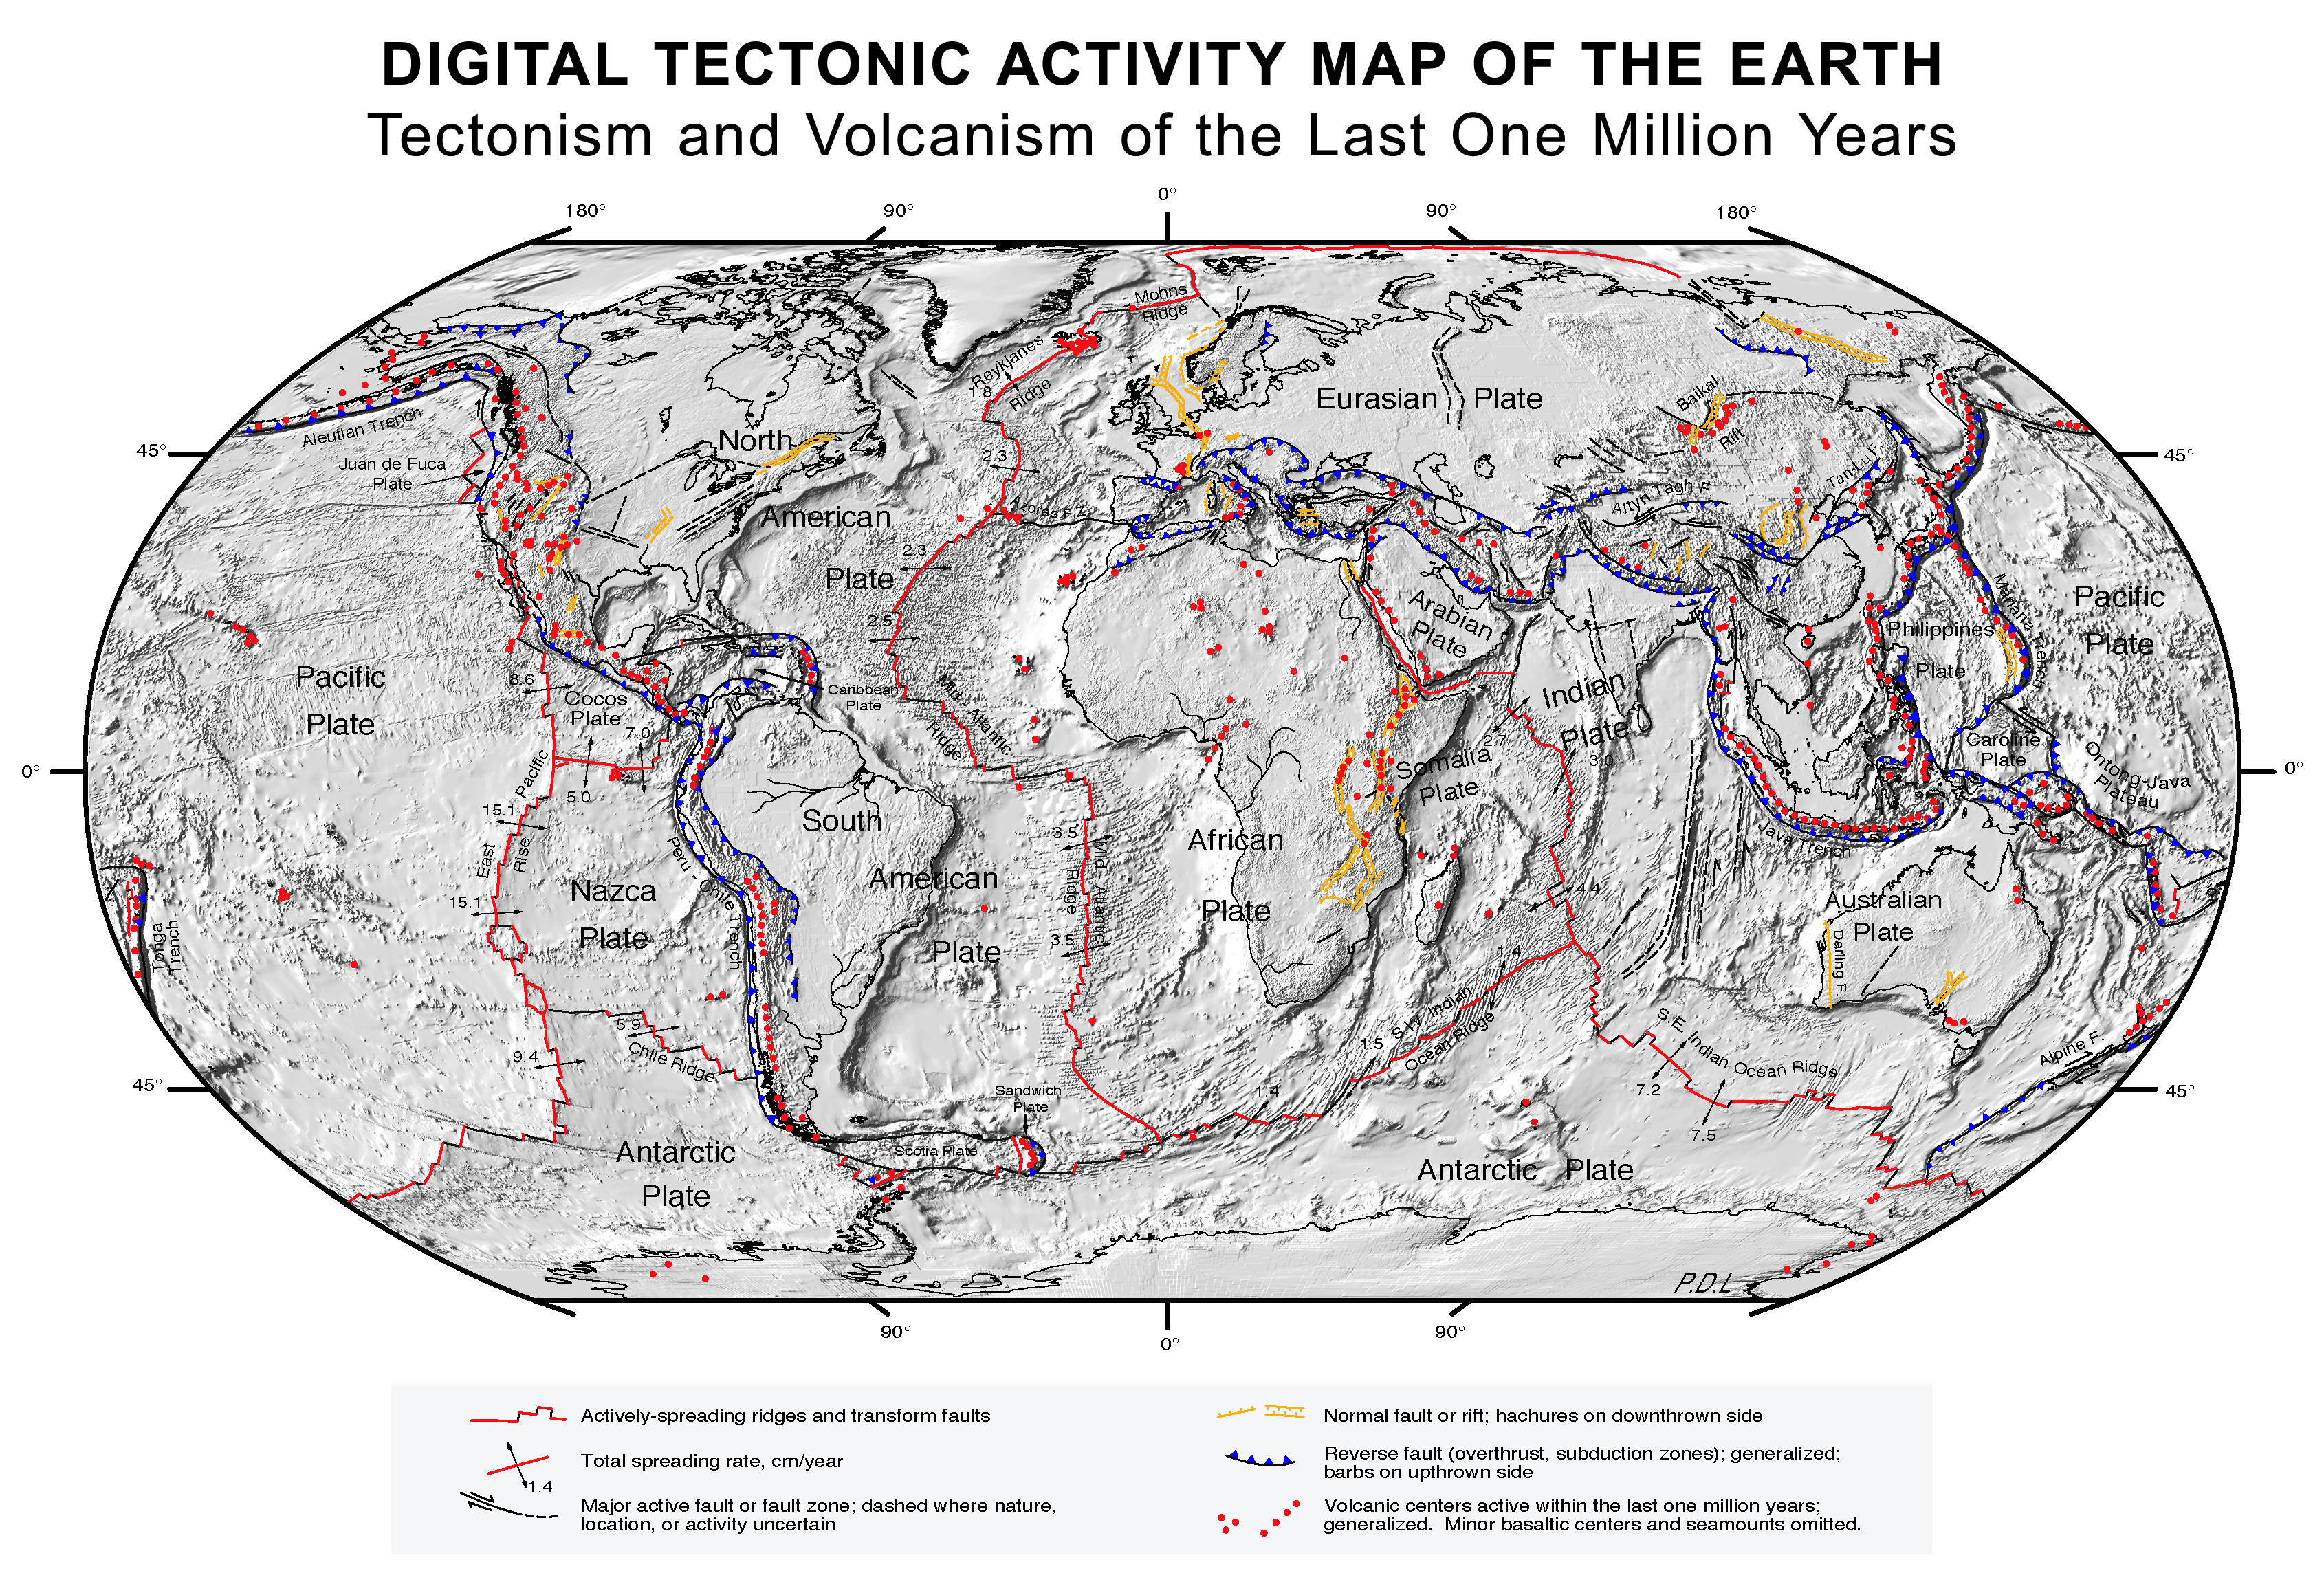 DIGITAL TECTONIC ACTIVITY MAP OF THE EARTH
Tectonism and Volcanism of the Last One Million Years
180°
90°
0°
90°
180°
Mohns
Ridge
Reykjanes
Ridge
1.8
Eurasian Plate
Baikal
Rift
Aleutian Trench
North
45°
45°
Juan de Fuca
Plate
2.3
Tan-Lu F.
Altyn Tagh F.
Azores F.Z.
American
2.3
Plate
Arabian
Plate
Mariana Trench
Pacific
Plate
2.5
Philippines
Plate
Pacific
Plate
8.6
Cocos
Plate
Caribbean
Plate
Mid-Atlantic
Ridge
Indian
Plate
7.0
2.7
3.0
Caroline
Plate
Ontong-Java
Plateau
0°
0°
Somalia
Plate
5.0
East
Pacific
Rise
15.1
South
3.5
Mid-Atlantic
Ridge
African
Plate
Java Trench
Peru-Chile Trench
Nazca
Plate
American
Plate
4.4
Australian
Plate
15.1
Tonga
Trench
3.5
1.4
Darling F.
5.9
Chile Ridge
S.W. Indian
Ocean Ridge
S.E. Indian Ocean Ridge
9.4
1.5
Alpine F.
45°
45°
Sandwich
Plate
1.4
7.2
7.5
Antarctic
Plate
Scotia Plate
Antarctic Plate
P.D.L
90°
0°
90°
Actively-spreading ridges and transform faults
Total spreading rate, cm/year
1.4
Major active fault or fault zone; dashed where nature,
location, or activity uncertain
Normal fault or rift; hachures on downthrown side
Reverse fault (overthrust, subduction zones); generalized;
barbs on upthrown side
Volcanic centers active within the last one million years;
generalized. Minor basaltic centers and seamounts omitted.